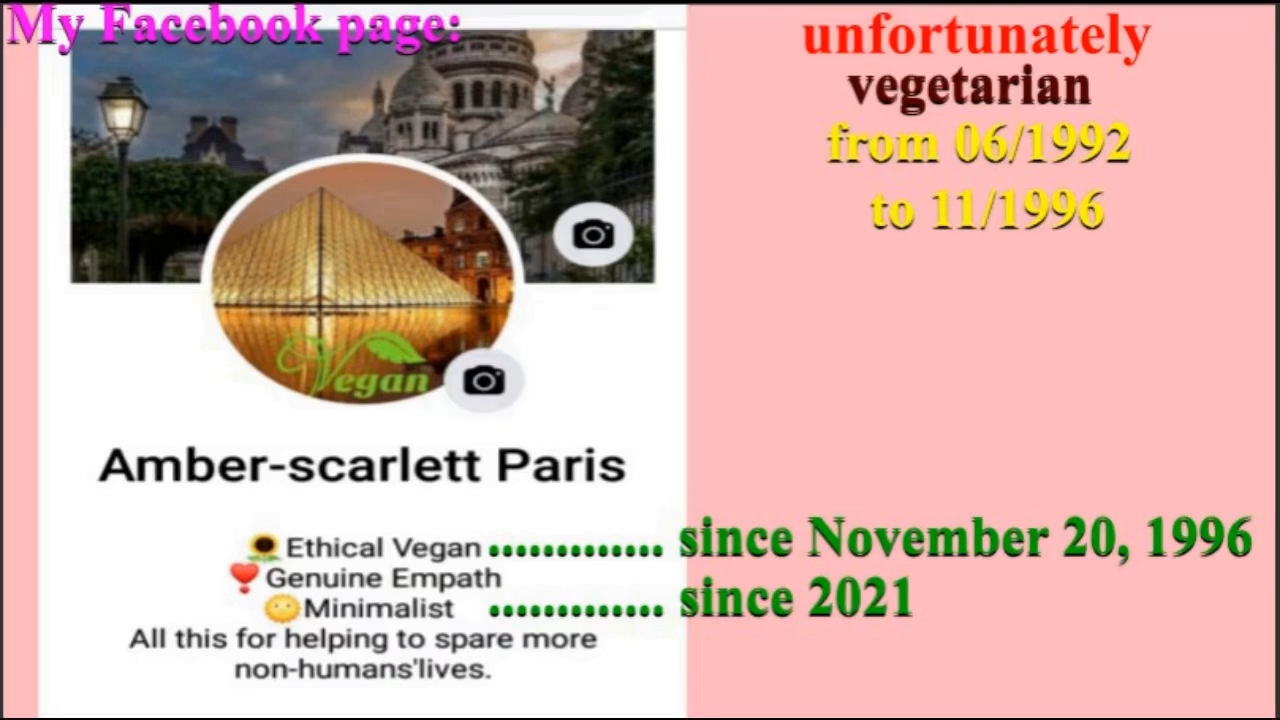 My Facebook page:
unfortunately
vegetarian
from 06/1992
to 11/1996
Vegan
Amber-scarlett Paris
🌻Ethical Vegan ............. since November 20, 1996
❣️Genuine Empath
🌝Minimalist ............. since 2021
All this for helping to spare more
non-humans'lives.